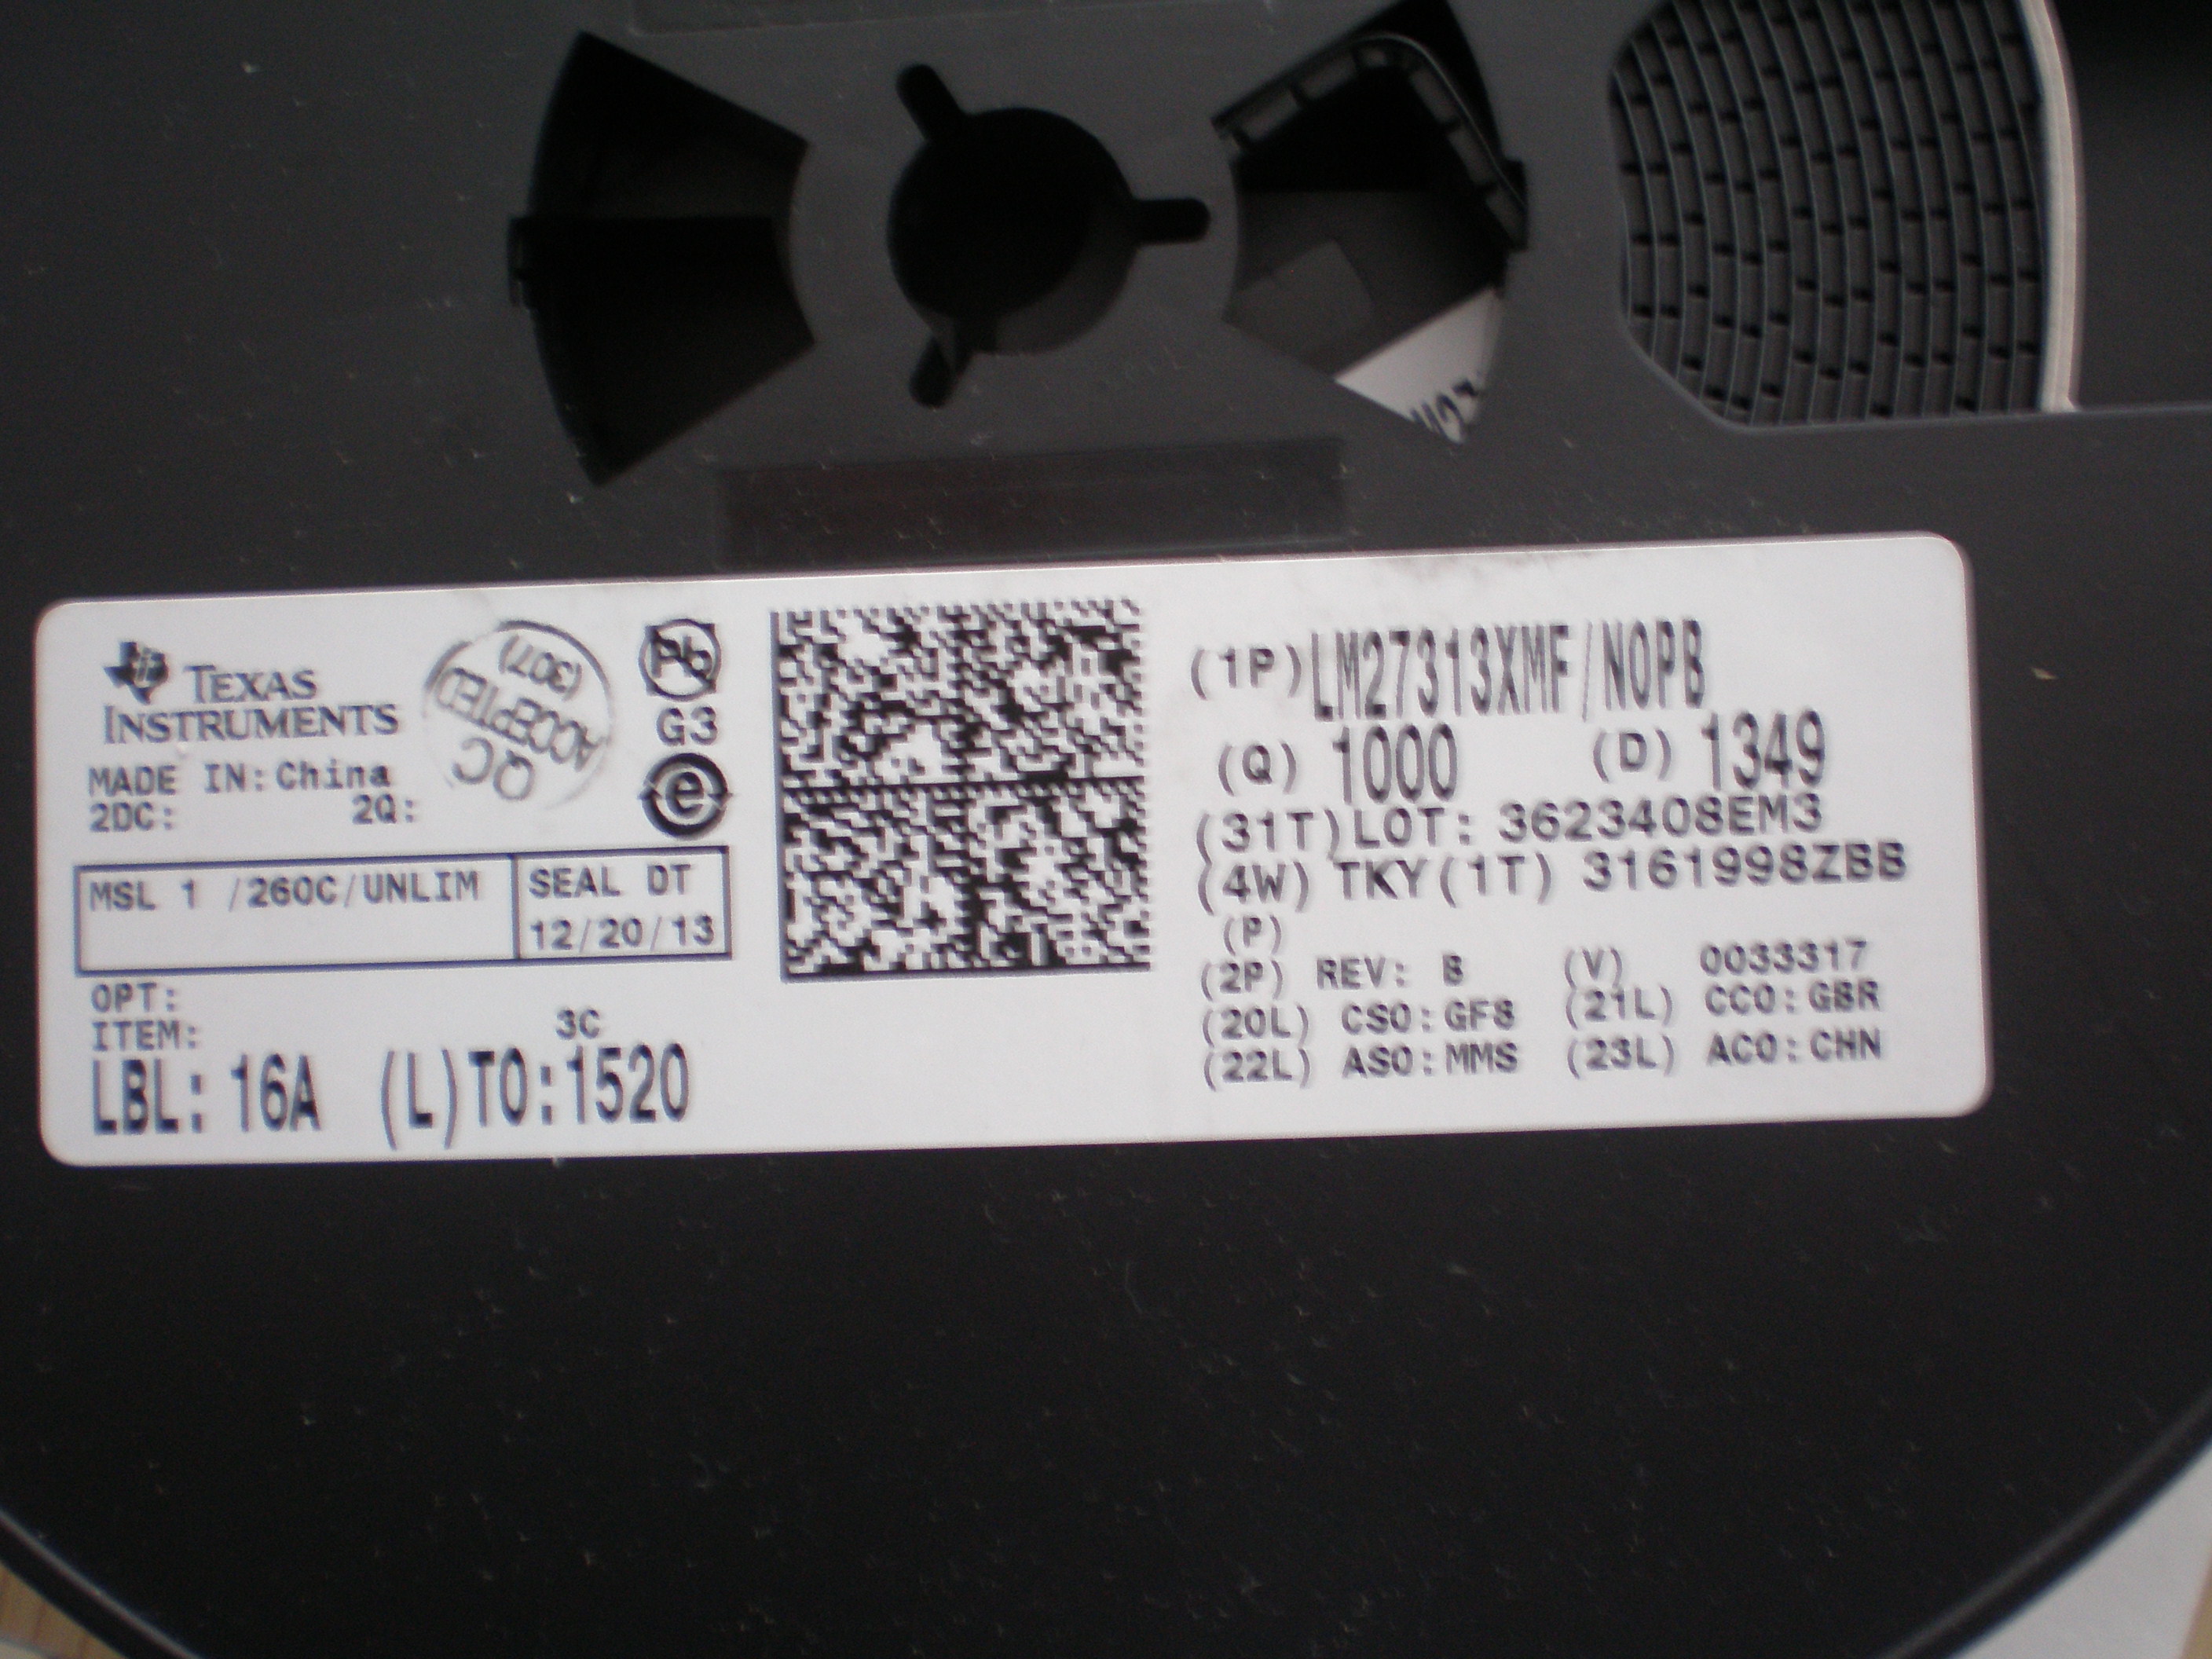 TEXAS
INSTRUMENTS
MADE IN:China
2DC: 2Q:
QC
ACCEPTED
(307)
Pb
G3
e
MSL 1 /260C/UNLIM
SEAL DT
12/20/13
OPT:
ITEM:
3C
LBL: 16A (L)TO:1520
(1P)LM27313XMF/NOPB
(Q) 1000 (D) 1349
(31T)LOT: 3623408EM3
(4W) TKY(1T) 3161998ZBB
(P)
(2P) REV: B (V) 0033317
(20L) CSO:GF8 (21L) CCO:GBR
(22L) ASO:MMS (23L) ACO:CHN